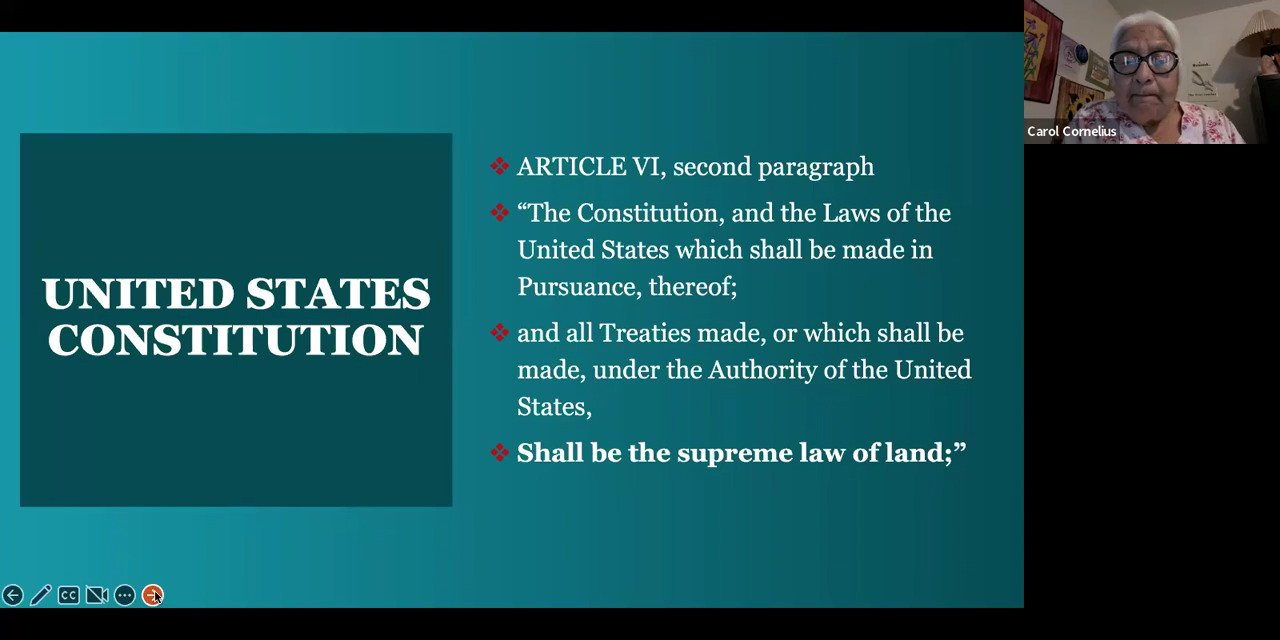 UNITED STATES
CONSTITUTION
ARTICLE VI, second paragraph
“The Constitution, and the Laws of the
United States which shall be made in
Pursuance, thereof;
and all Treaties made, or which shall be
made, under the Authority of the United
States,
Shall be the supreme law of land;”
CC
Carol Cornelius